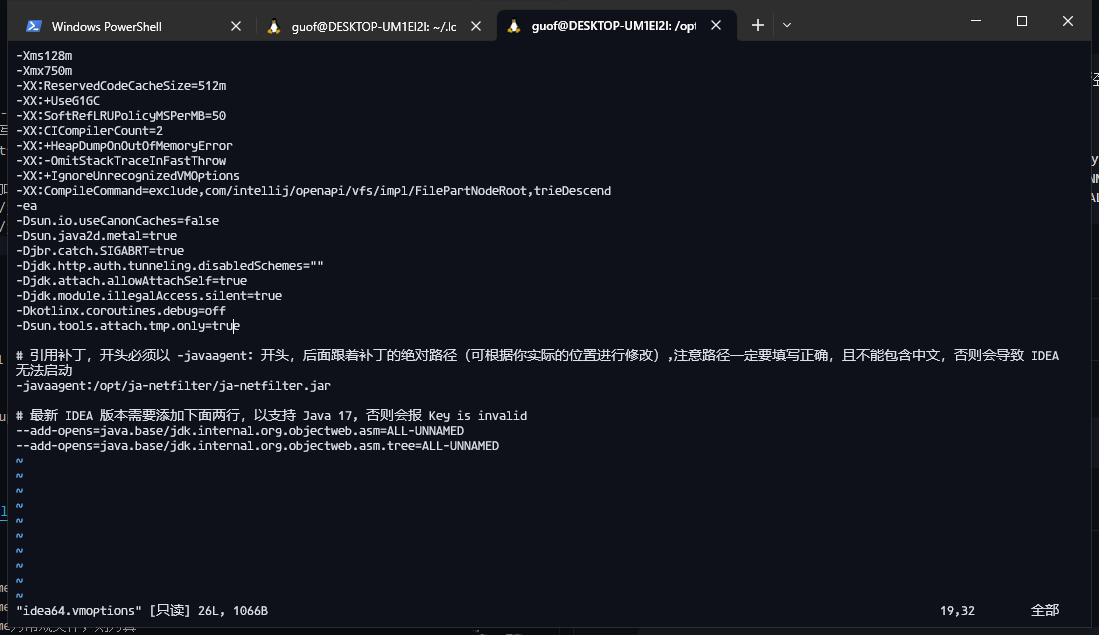 Windows PowerShell
guof@DESKTOP-UM1EI2I: ~/.lc
guof@DESKTOP-UM1EI2I: /opt
-Xms128m
-Xmx750m
-XX:ReservedCodeCacheSize=512m
-XX:+UseG1GC
-XX:SoftRefLRUPolicyMSPerMB=50
-XX:CICompilerCount=2
-XX:+HeapDumpOnOutOfMemoryError
-XX:-OmitStackTraceInFastThrow
-XX:+IgnoreUnrecognizedVMOptions
-XX:CompileCommand=exclude,com/intellij/openapi/vfs/impl/FilePartNodeRoot,trieDescend
-ea
-Dsun.io.useCanonCaches=false
-Dsun.java2d.metal=true
-Djbr.catch.SIGABRT=true
-Djdk.http.auth.tunneling.disabledSchemes=""
-Djdk.attach.allowAttachSelf=true
-Djdk.module.illegalAccess.silent=true
-Dkotlinx.coroutines.debug=off
-Dsun.tools.attach.tmp.only=true
# 引用补丁，开头必须以 -javaagent: 开头，后面跟着补丁的绝对路径（可根据你实际的位置进行修改）,注意路径一定要填写正确，且不能包含中文，否则会导致 IDEA
无法启动
-javaagent:/opt/ja-netfilter/ja-netfilter.jar
# 最新 IDEA 版本需要添加下面两行，以支持 Java 17，否则会报 Key is invalid
--add-opens=java.base/jdk.internal.org.objectweb.asm=ALL-UNNAMED
--add-opens=java.base/jdk.internal.org.objectweb.asm.tree=ALL-UNNAMED
~
~
~
~
~
~
~
~
~
~
"idea64.vmoptions" [只读] 26L, 1066B 19,32 全部